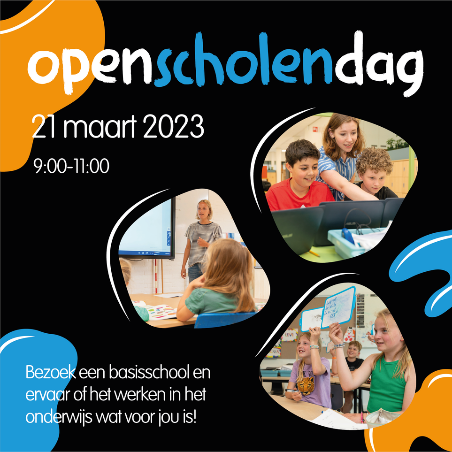 openscholendag
21 maart 2023
9:00-11:00
Bezoek een basisschool en
ervaar of het werken in het
onderwijs wat voor jou is!